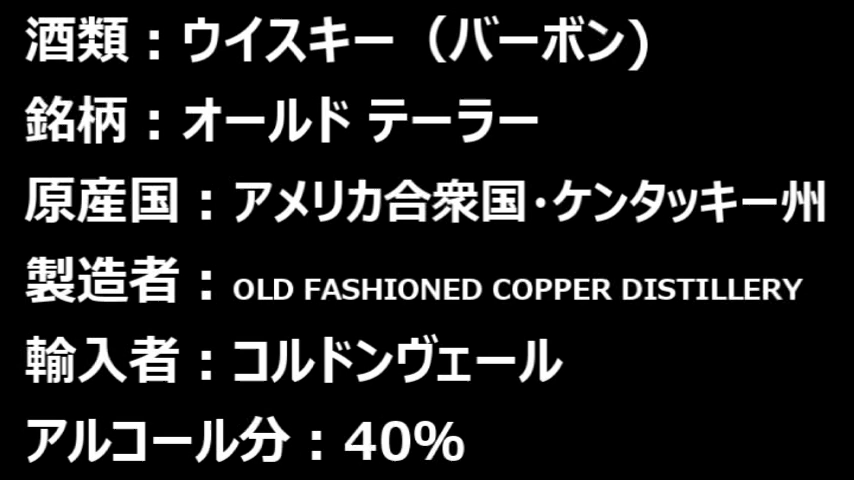 酒類：ウイスキー（バーボン)
銘柄：オールド テーラー
原産国：アメリカ合衆国・ケンタッキー州
製造者：OLD FASHIONED COPPER DISTILLERY
輸入者：コルドンヴェール
アルコール分：40%